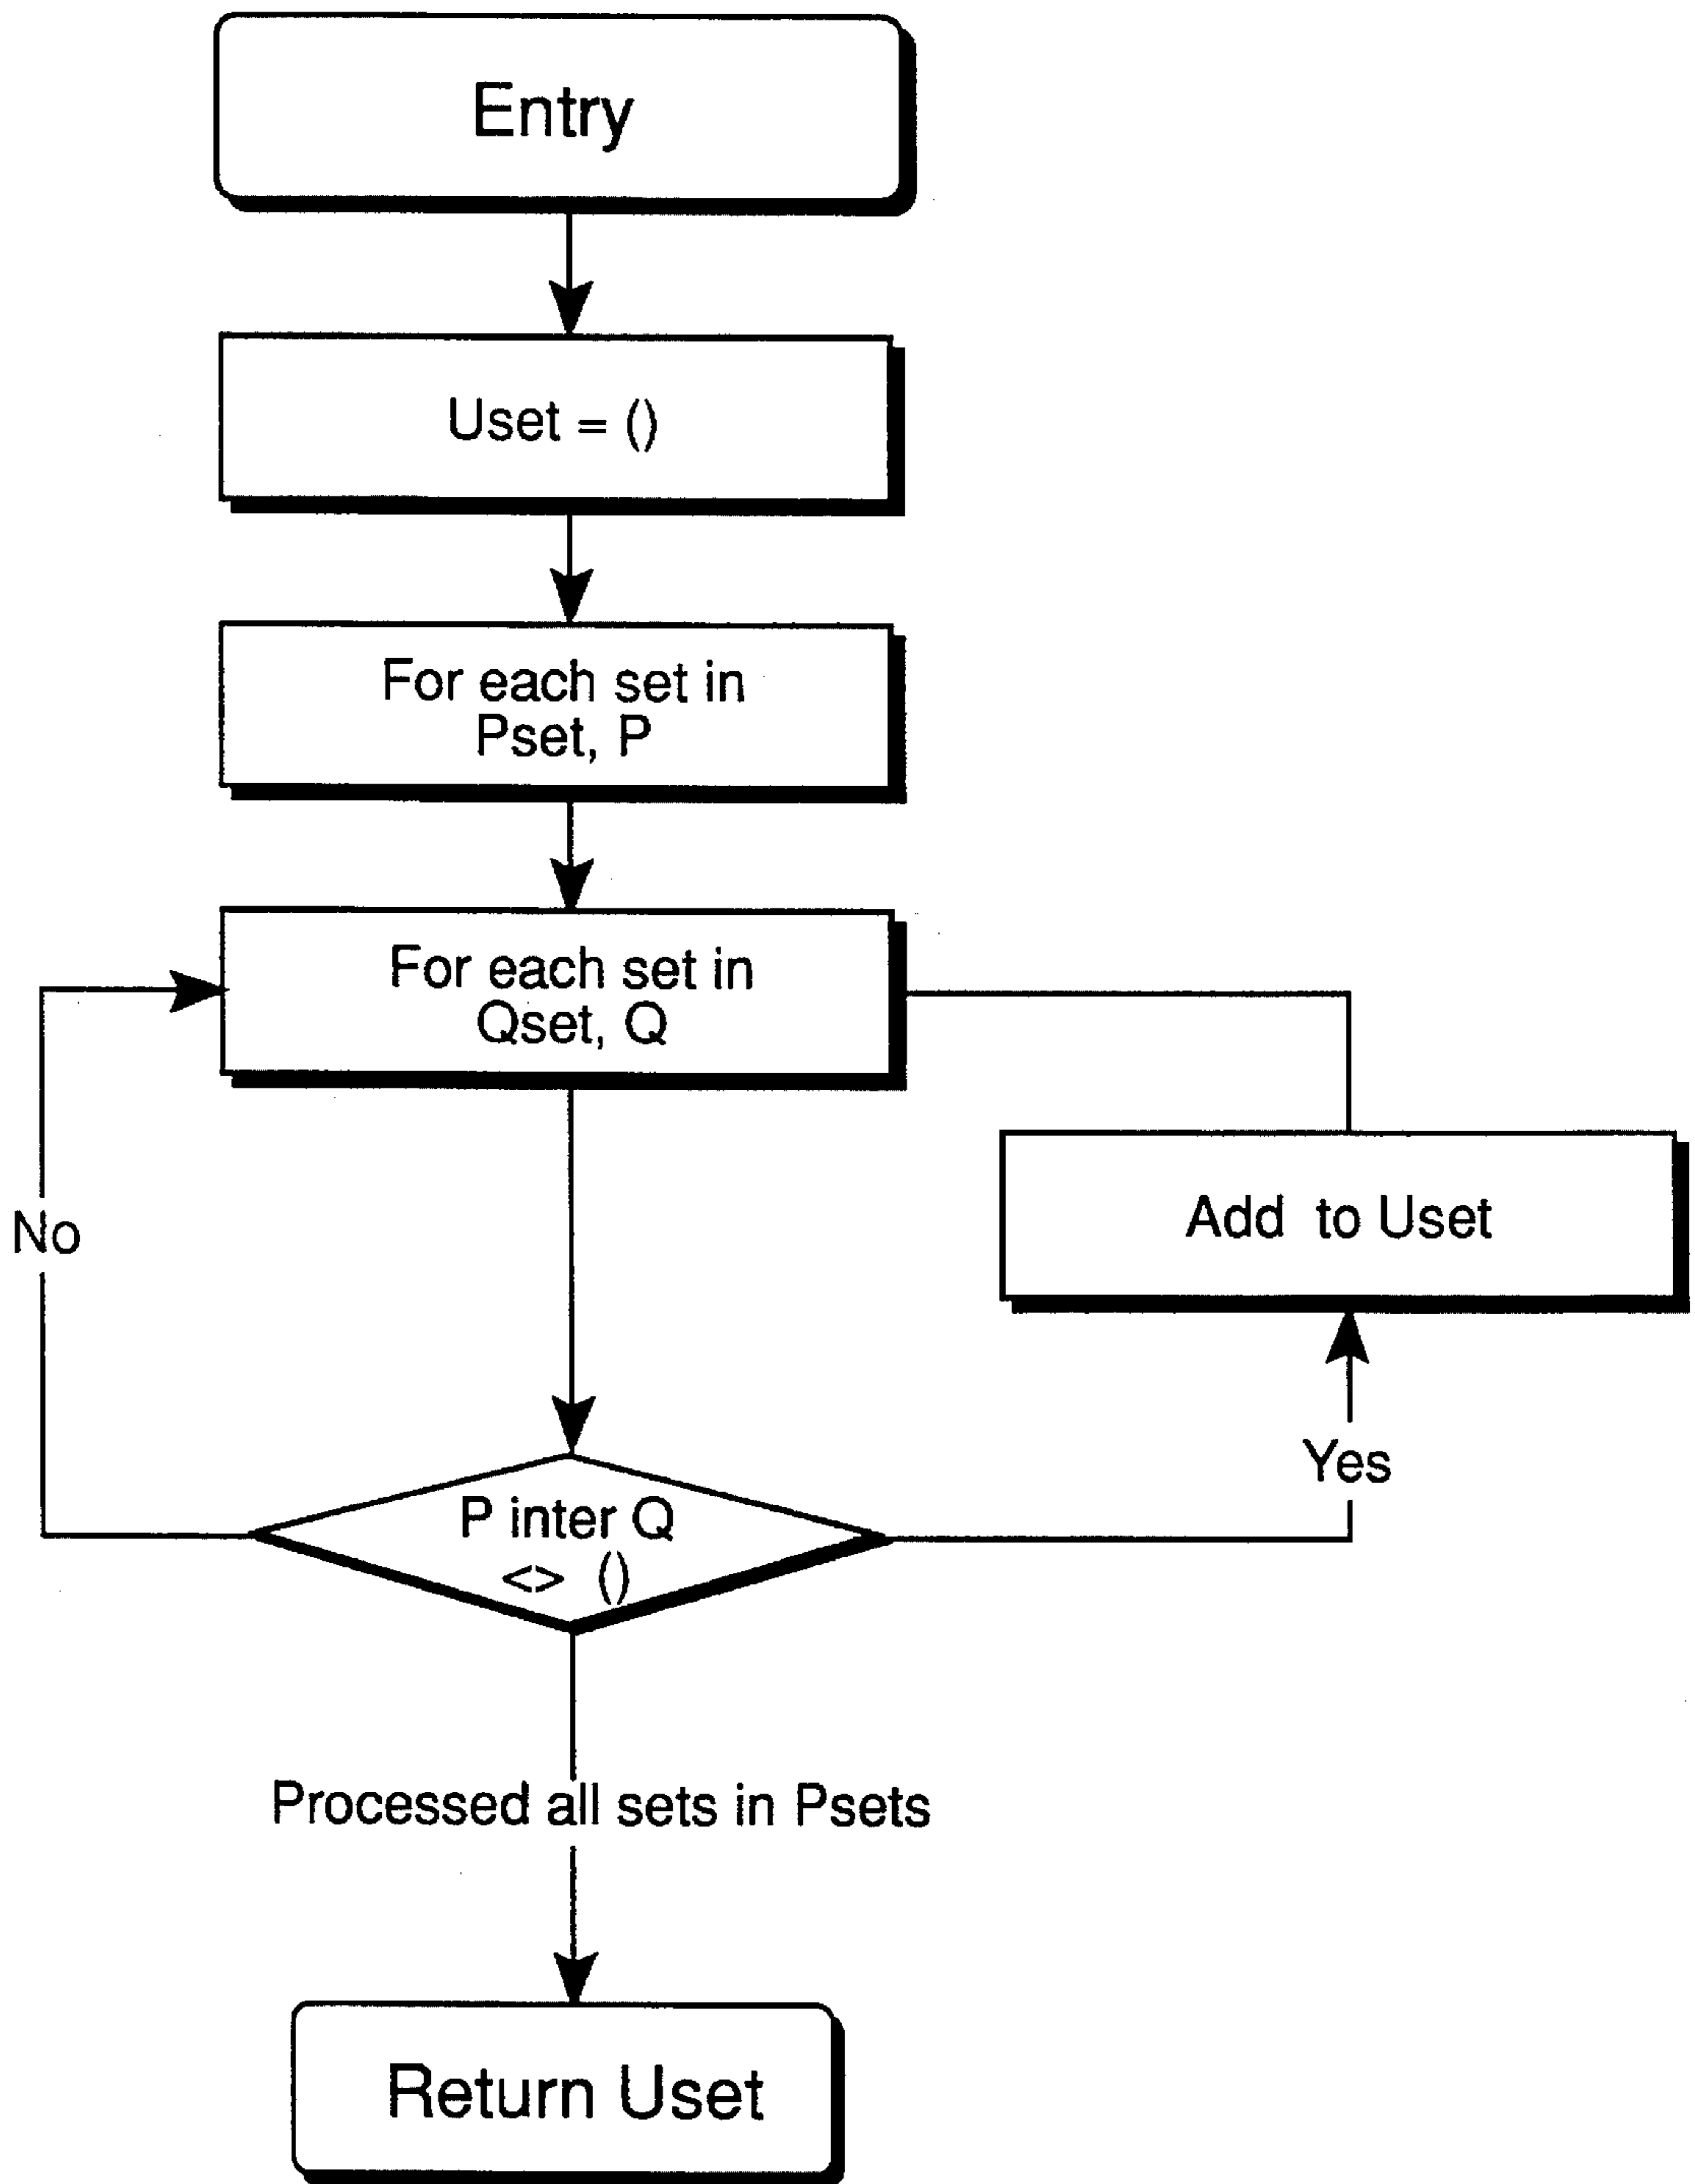 Entry
Uset = ()
For each set in
Pset, P
For each set in
Qset, Q
No
Add to Uset
Yes
P inter Q
<> ()
Processed all sets in Psets
Return Uset